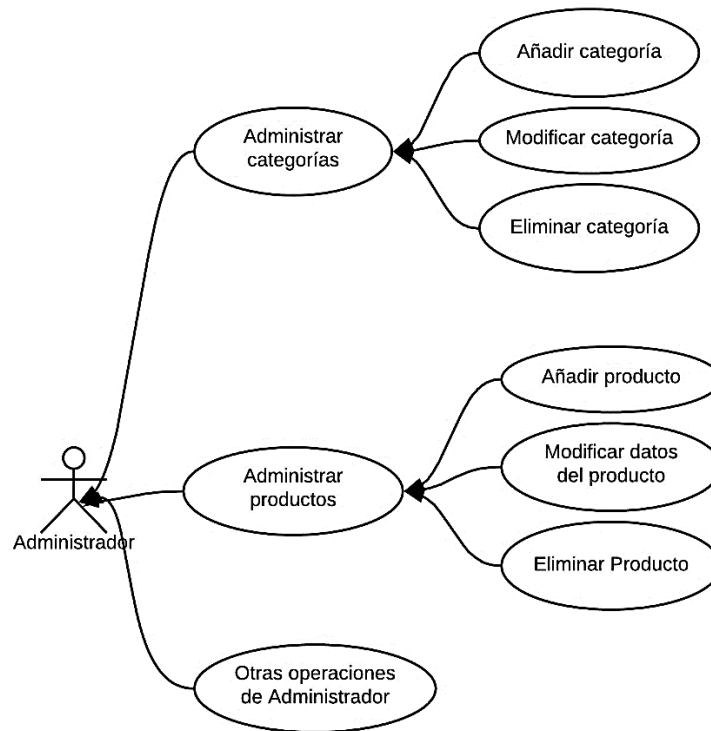 Añadir categoría
Administrar
categorías
Modificar categoría
Eliminar categoría
Añadir producto
Administrar
productos
Modificar datos
del producto
Administrador
Eliminar Producto
Otras operaciones
de Administrador